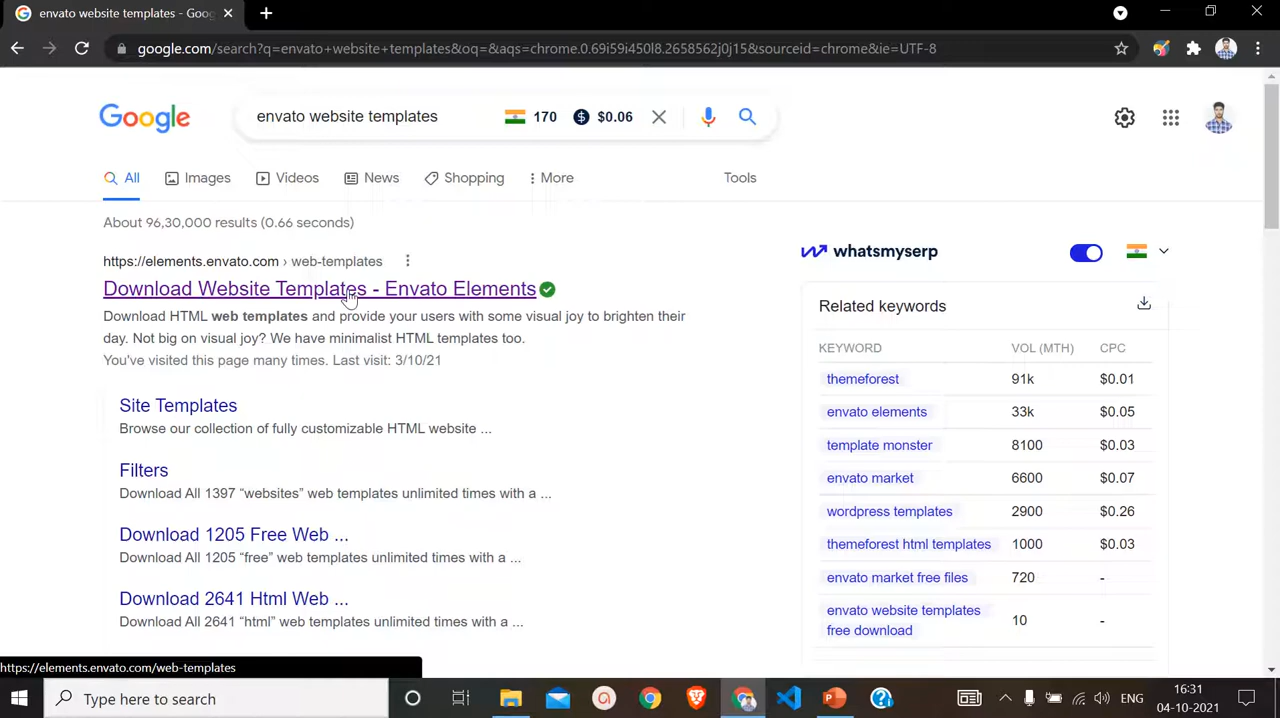 envato website templates - Goog
google.com/search?q=envato+website+templates&oq=&aqs=chrome.0.69i59i450l8.2658562j0j15&sourceid=chrome&ie=UTF-8
Google
envato website templates
170
$0.06
All
Images
Videos
News
Shopping
More
Tools
About 96,30,000 results (0.66 seconds)
https://elements.envato.com › web-templates
Download Website Templates - Envato Elements
Download HTML web templates and provide your users with some visual joy to brighten their
day. Not big on visual joy? We have minimalist HTML templates too.
You've visited this page many times. Last visit: 3/10/21
Site Templates
Browse our collection of fully customizable HTML website ...
Filters
Download All 1397 “websites” web templates unlimited times with a ...
Download 1205 Free Web ...
Download All 1205 “free” web templates unlimited times with a ...
Download 2641 Html Web ...
Download All 2641 “html” web templates unlimited times with a ...
whatsmyserp
Related keywords
KEYWORD VOL (MTH) CPC
themeforest 91k $0.01
envato elements 33k $0.05
template monster 8100 $0.03
envato market 6600 $0.07
wordpress templates 2900 $0.26
themeforest html templates 1000 $0.03
envato market free files 720 -
envato website templates
free download 10 -
https://elements.envato.com/web-templates
Type here to search
ENG
16:31
04-10-2021